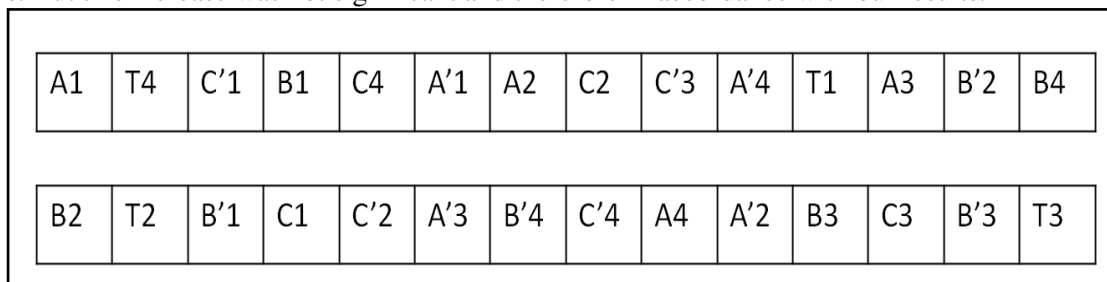 A1 T4 C′1 B1 C4 A′1 A2 C2 C′3 A′4 T1 A3 B′2 B4
B2 T2 B′1 C1 C′2 A′3 B′4 C′4 A4 A′2 B3 C3 B′3 T3